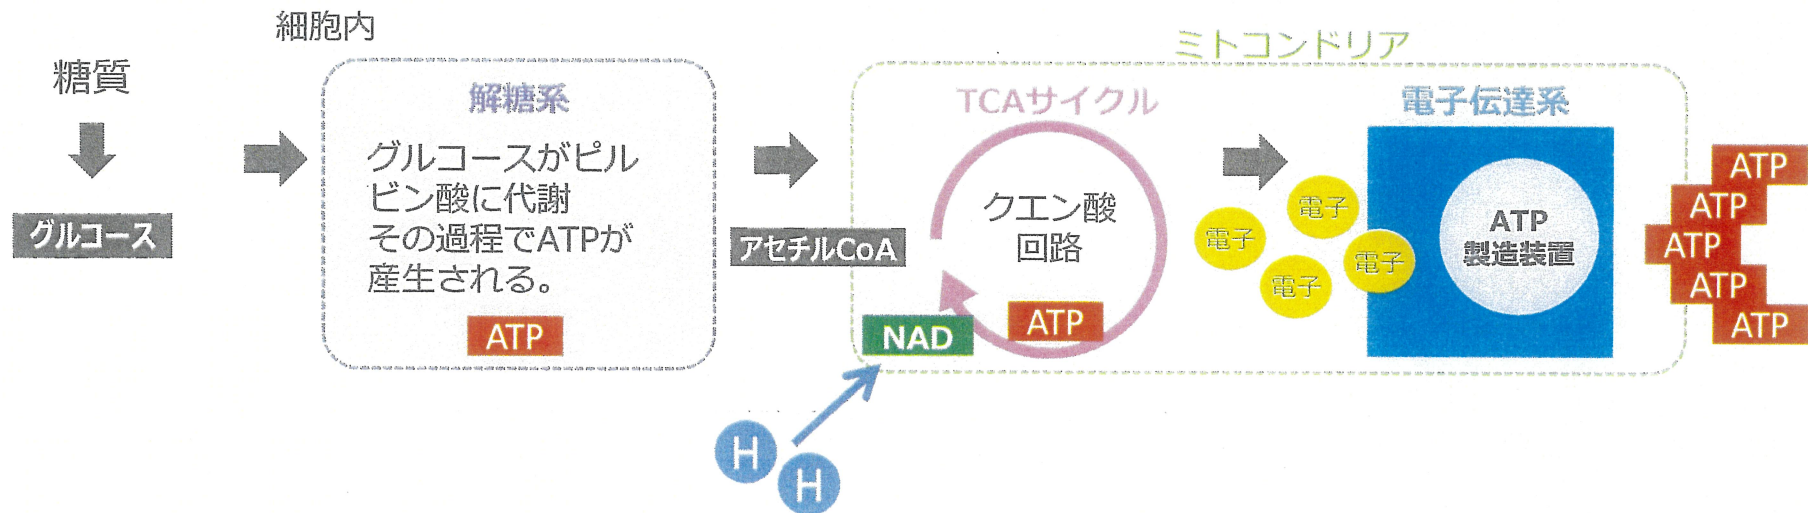 細胞内
糖質
グルコース
解糖系
グルコースがピル
ビン酸に代謝
その過程でATPが
産生される。
ATP
ミトコンドリア
TCAサイクル
アセチルCoA
クエン酸
回路
NAD
ATP
H
H
電子伝達系
電子
電子
電子
電子
ATP
製造装置
ATP
ATP
ATP
ATP
ATP